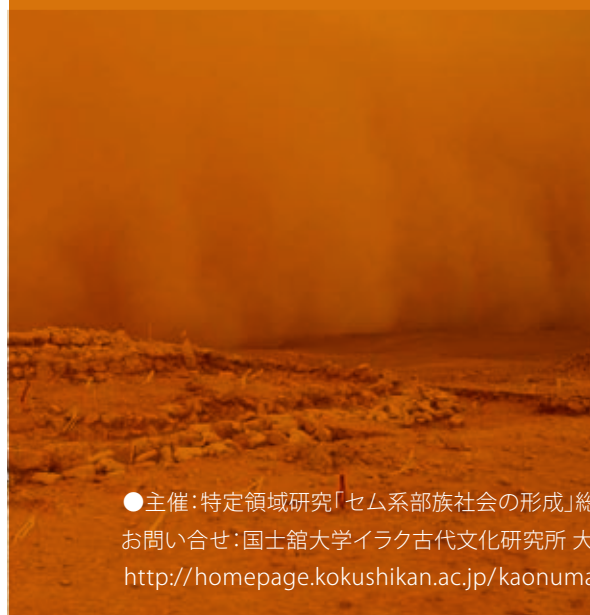 ●主催:特定領域研究「セム系部族社会の形成」総
お問い合せ:国士舘大学イラク古代文化研究所 大
http://homepage.kokushikan.ac.jp/kaonuma